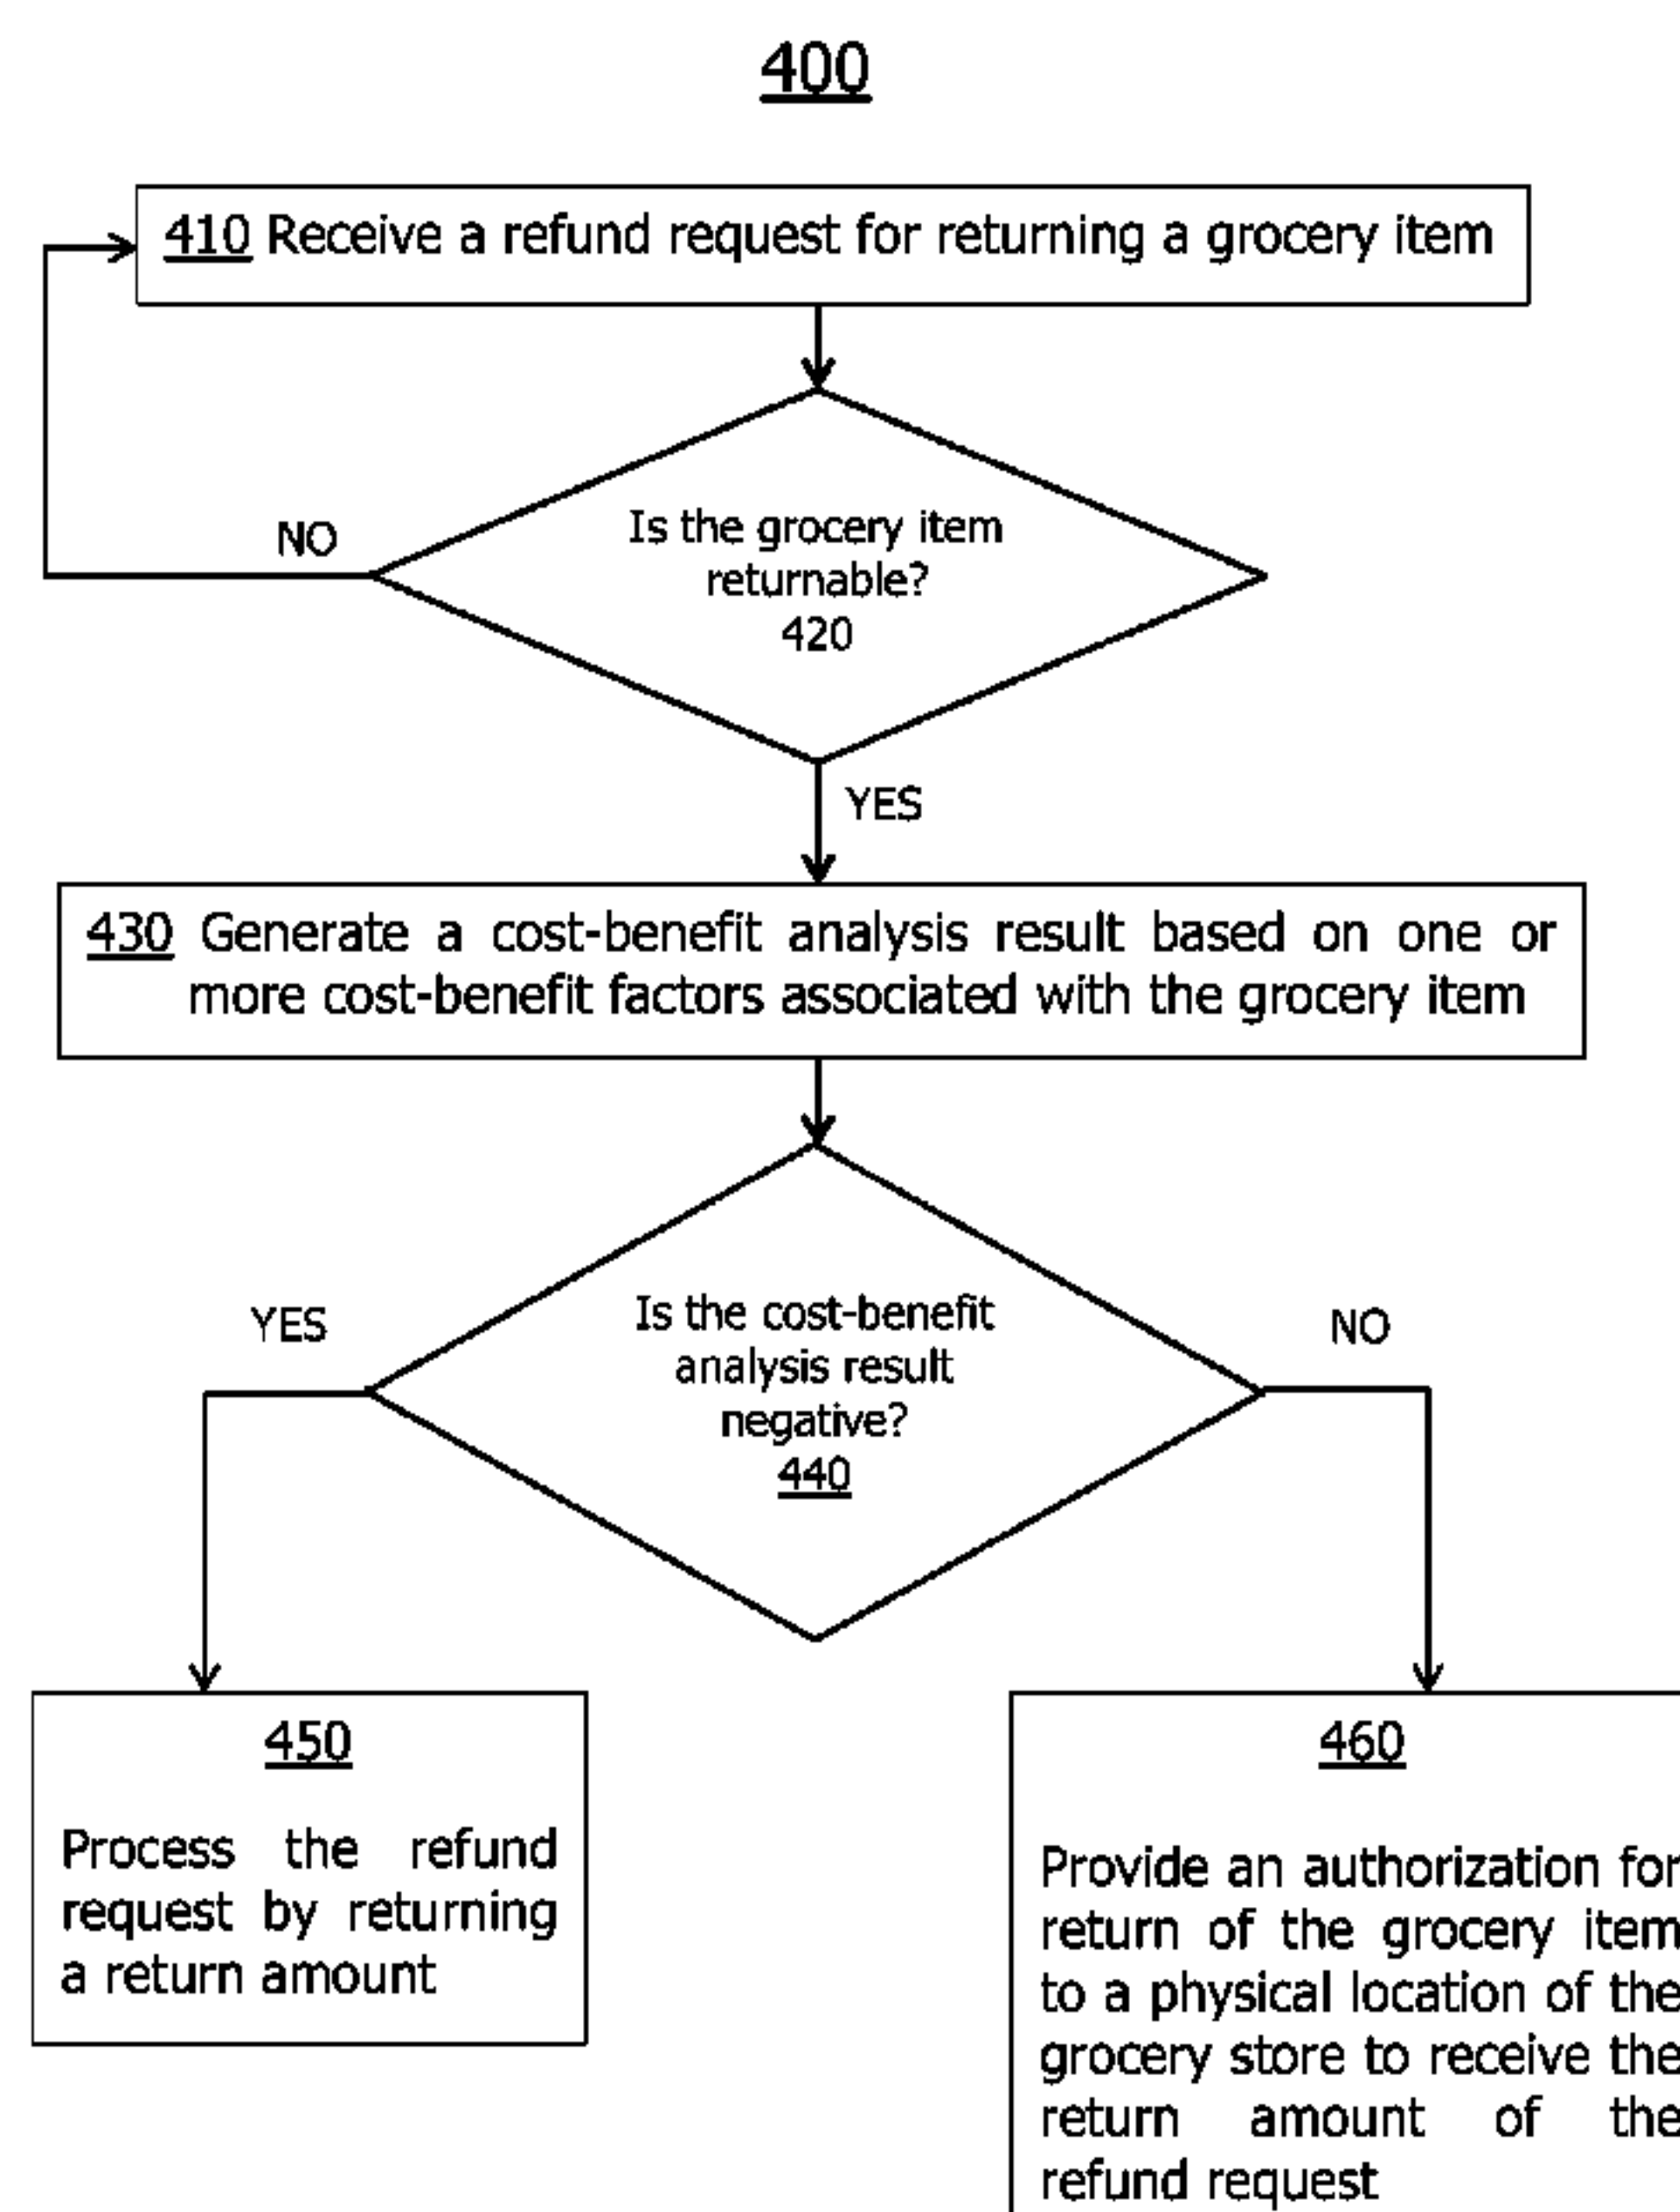 400
410 Receive a refund request for returning a grocery item
NO
Is the grocery item
returnable?
420
YES
430 Generate a cost-benefit analysis result based on one or
more cost-benefit factors associated with the grocery item
YES
Is the cost-benefit
analysis result
negative?
440
NO
450
Process the refund
request by returning
a return amount
460
Provide an authorization for
return of the grocery item
to a physical location of the
grocery store to receive the
return amount of the
refund request